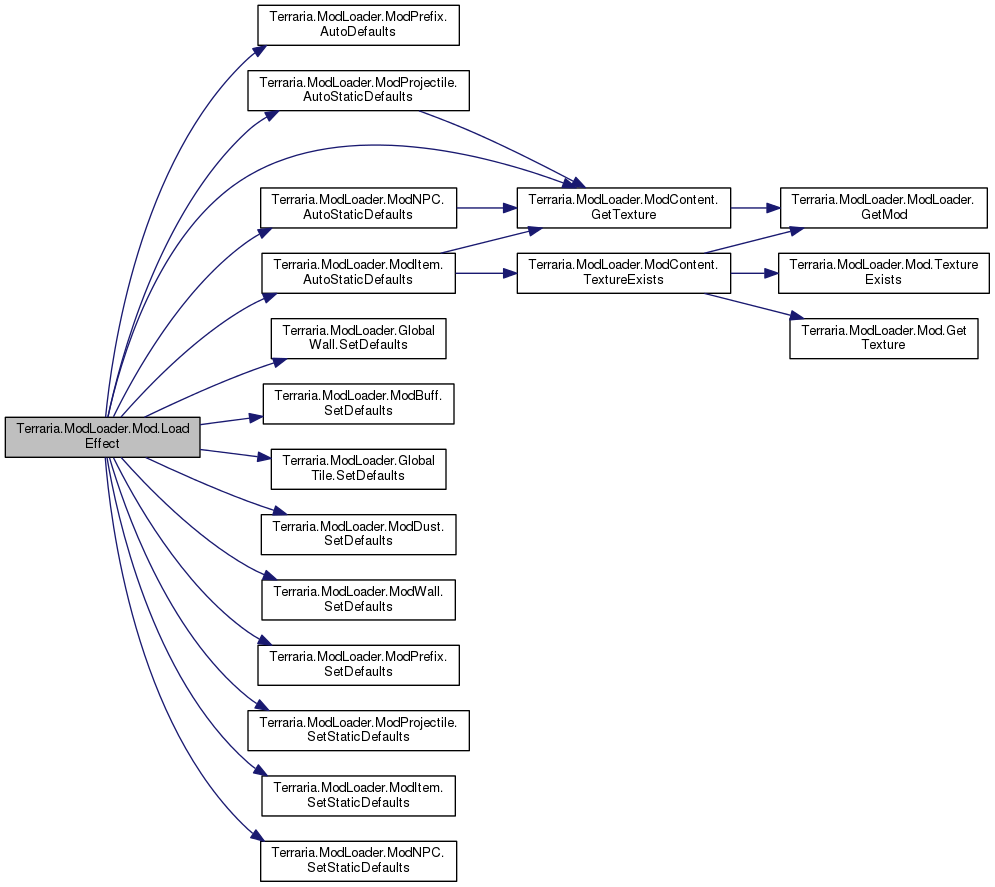 Terraria.ModLoader.ModPrefix.
AutoDefaults
Terraria.ModLoader.ModProjectile.
AutoStaticDefaults
Terraria.ModLoader.ModNPC.
AutoStaticDefaults
Terraria.ModLoader.ModContent.
GetTexture
Terraria.ModLoader.ModLoader.
GetMod
Terraria.ModLoader.ModItem.
AutoStaticDefaults
Terraria.ModLoader.ModContent.
TextureExists
Terraria.ModLoader.Mod.Texture
Exists
Terraria.ModLoader.Global
Wall.SetDefaults
Terraria.ModLoader.Mod.Get
Texture
Terraria.ModLoader.ModBuff.
SetDefaults
Terraria.ModLoader.Mod.Load
Effect
Terraria.ModLoader.Global
Tile.SetDefaults
Terraria.ModLoader.ModDust.
SetDefaults
Terraria.ModLoader.ModWall.
SetDefaults
Terraria.ModLoader.ModPrefix.
SetDefaults
Terraria.ModLoader.ModProjectile.
SetStaticDefaults
Terraria.ModLoader.ModItem.
SetStaticDefaults
Terraria.ModLoader.ModNPC.
SetStaticDefaults